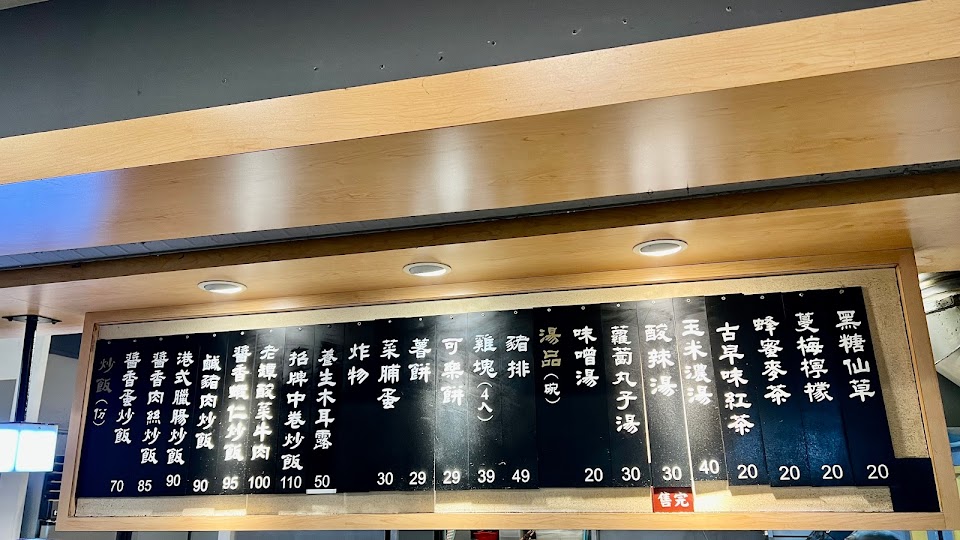 炒飯(份)
醬香蛋炒飯 70
醬香肉絲炒飯 85
港式臘腸炒飯 90
鹹豬肉炒飯 90
醬香蝦仁炒飯 95
老罈酸菜牛肉 100
招牌中卷炒飯 110
養生木耳露 50
炸物
菜脯蛋 30
薯餅 29
可樂餅 29
雞塊(4入) 39
豬排 49
湯品(碗)
味噌湯 20
蘿蔔丸子湯 30
酸辣湯 30
售完
玉米濃湯 40
古早味紅茶 20
蜂蜜麥茶 20
蔓梅檸檬 20
黑糖仙草 20